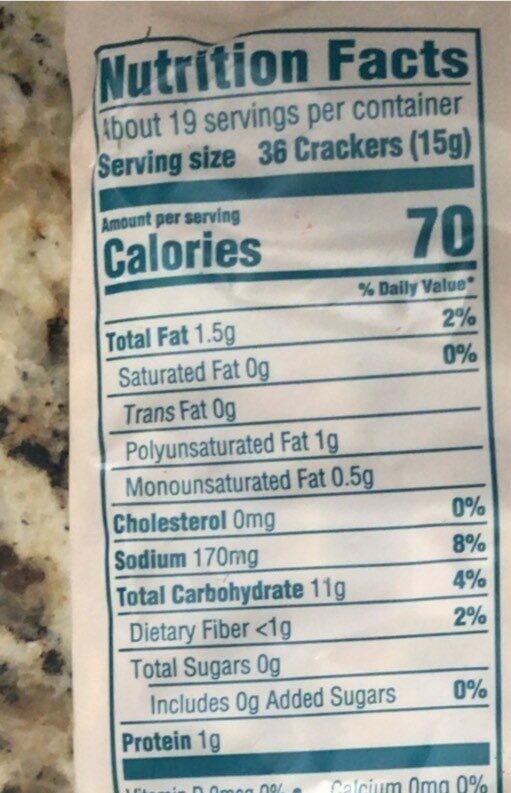 Nutrition Facts
About 19 servings per container
Serving size 36 Crackers (15g)
Amount per serving
Calories 70
% Daily Value*
Total Fat 1.5g 2%
Saturated Fat 0g 0%
Trans Fat 0g
Polyunsaturated Fat 1g
Monounsaturated Fat 0.5g
Cholesterol 0mg 0%
Sodium 170mg 8%
Total Carbohydrate 11g 4%
Dietary Fiber <1g 2%
Total Sugars 0g
Includes 0g Added Sugars 0%
Protein 1g
Vitamin D 0mcg 0% • Calcium 0mg 0%